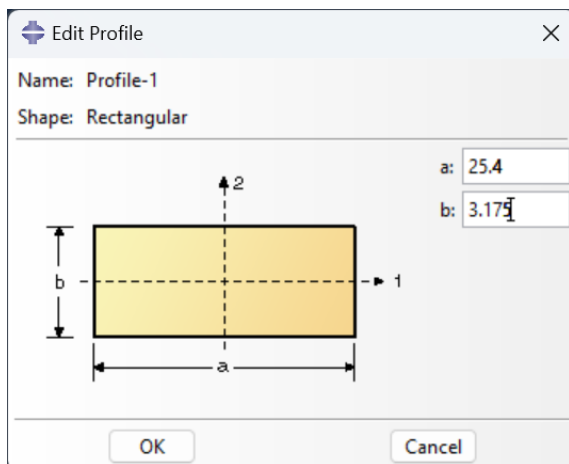 Edit Profile
Name: Profile-1
Shape: Rectangular
a: 25.4
b: 3.175
2
b
1
a
OK
Cancel